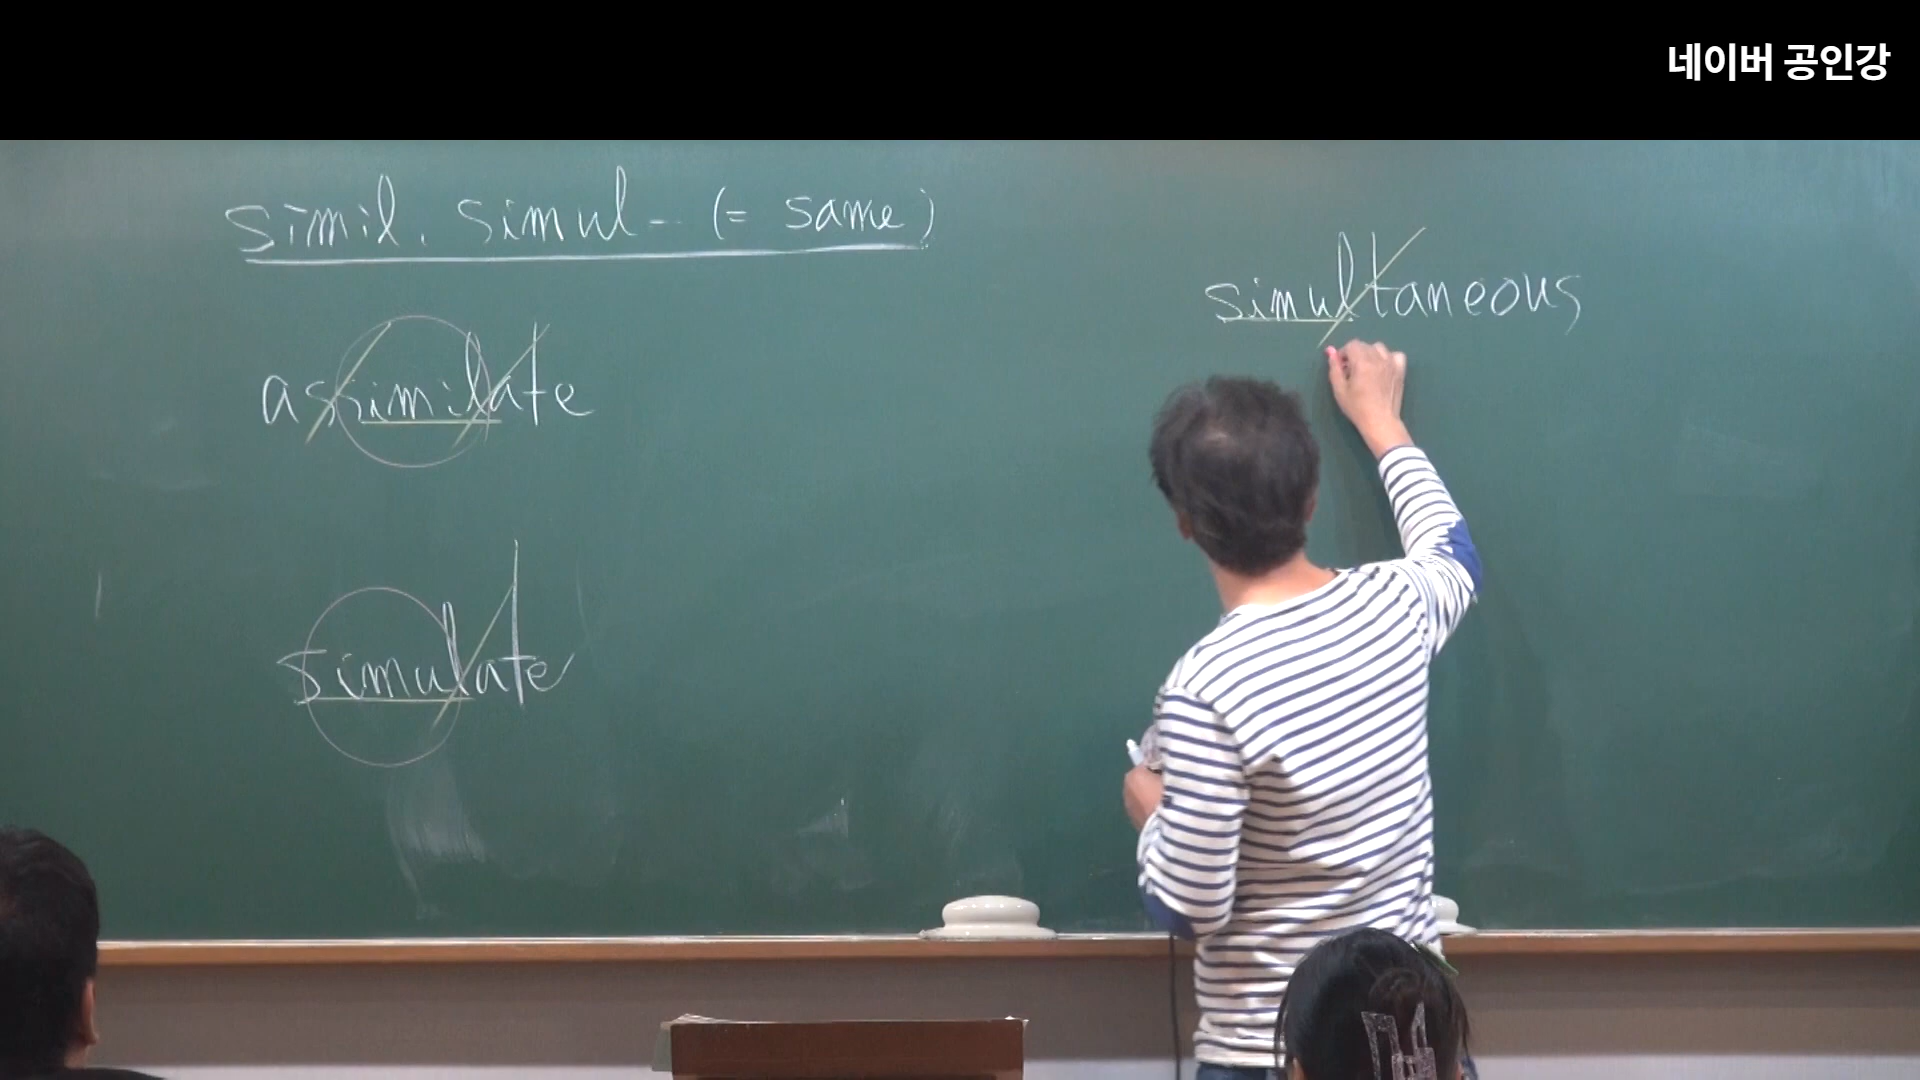 네이버 공인강
simil. simul-- (= same)
simultaneous
assimilate
simulate